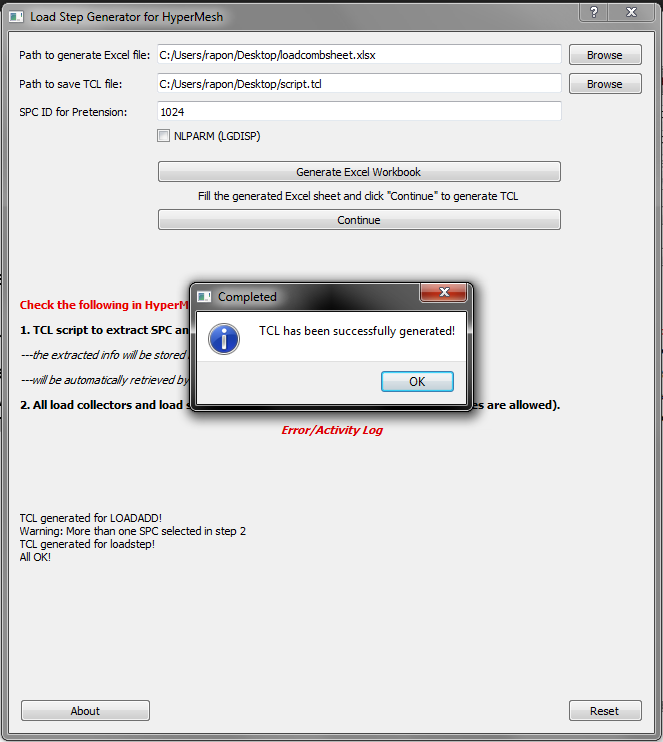 Load Step Generator for HyperMesh
?
Path to generate Excel file: C:/Users/rapon/Desktop/loadcombsheet.xlsx Browse
Path to save TCL file: C:/Users/rapon/Desktop/script.tcl Browse
SPC ID for Pretension: 1024
NLPARM (LGDISP)
Generate Excel Workbook
Fill the generated Excel sheet and click "Continue" to generate TCL
Continue
Completed
Check the following in HyperM
1. TCL script to extract SPC an
TCL has been successfully generated!
---the extracted info will be stored
---will be automatically retrieved by
OK
2. All load collectors and load s es are allowed).
Error/Activity Log
TCL generated for LOADADD!
Warning: More than one SPC selected in step 2
TCL generated for loadstep!
All OK!
About Reset